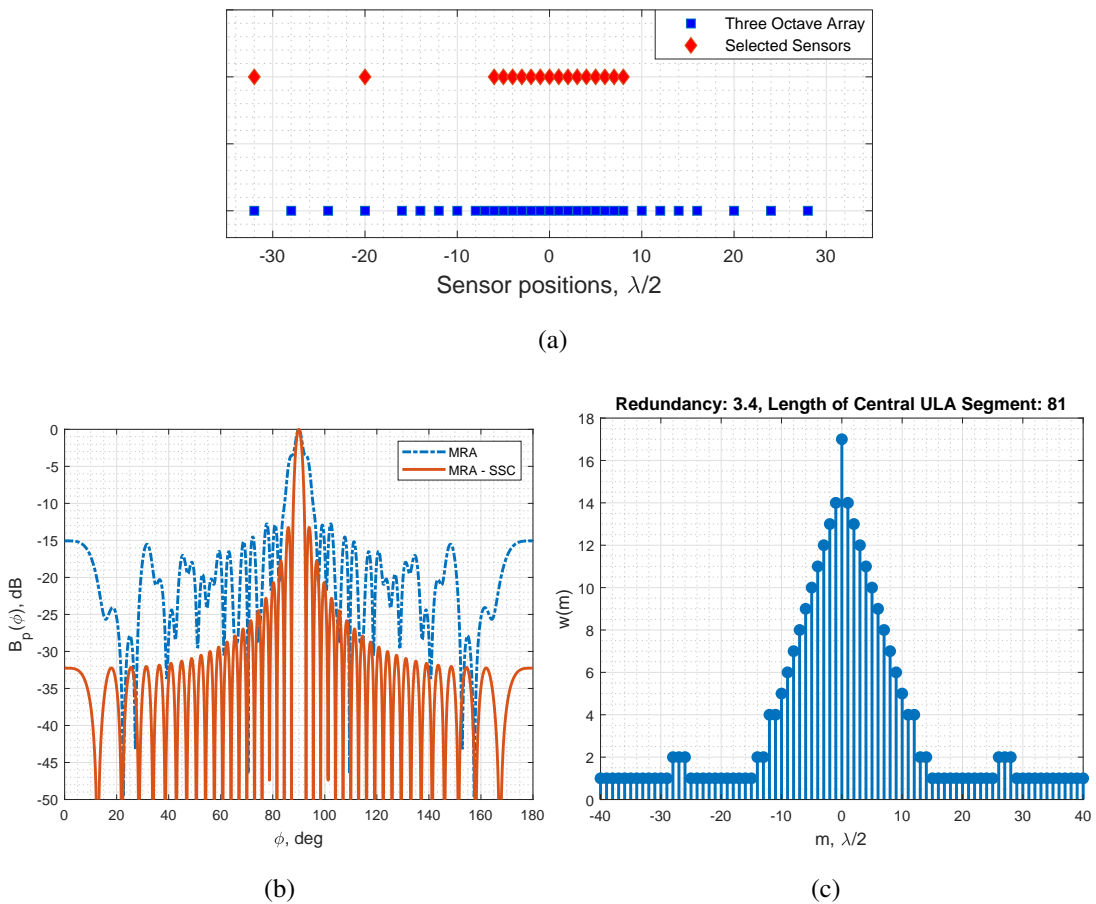 Three Octave Array
Selected Sensors
-30 -20 -10 0 10 20 30
Sensor positions, λ/2
(a)
0
-5
-10
-15
-20
-25
-30
-35
-40
-45
-50
B_p(ϕ), dB
MRA
MRA - SSC
0 20 40 60 80 100 120 140 160 180
ϕ, deg
(b)
Redundancy: 3.4, Length of Central ULA Segment: 81
18
16
14
12
10
8
6
4
2
0
w(m)
-40 -30 -20 -10 0 10 20 30 40
m, λ/2
(c)